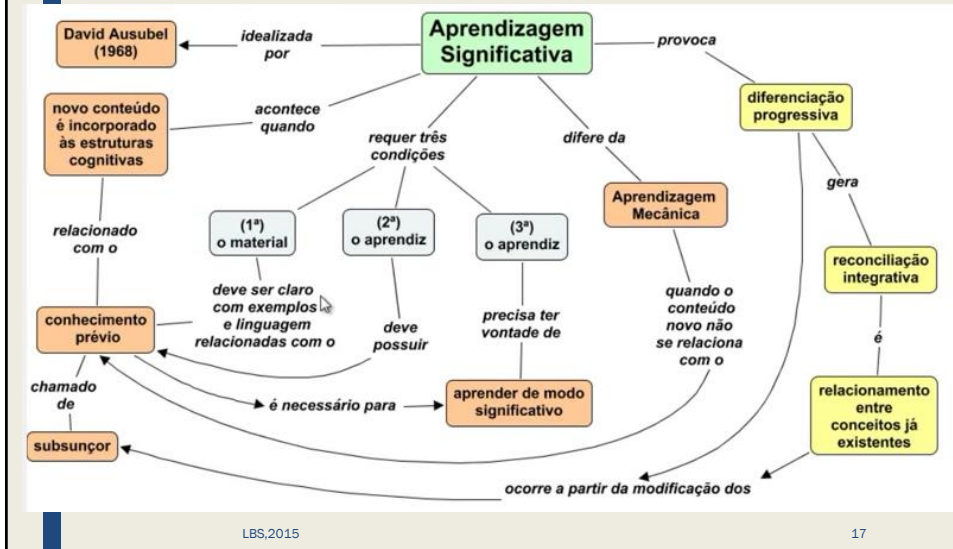 Aprendizagem
Significativa
David Ausubel
(1968)
idealizada
por
provoca
diferenciação
progressiva
novo conteúdo
é incorporado
às estruturas
cognitivas
acontece
quando
requer três
condições
difere da
gera
Aprendizagem
Mecânica
(1ª)
o material
(2ª)
o aprendiz
(3ª)
o aprendiz
relacionado
com o
reconciliação
integrativa
deve ser claro
com exemplos
e linguagem
relacionadas com o
deve
possuir
precisa ter
vontade de
quando o
conteúdo
novo não
se relaciona
com o
conhecimento
prévio
é
chamado
de
é necessário para
aprender de modo
significativo
relacionamento
entre
conceitos já
existentes
subsunçor
ocorre a partir da modificação dos
LBS,2015
17